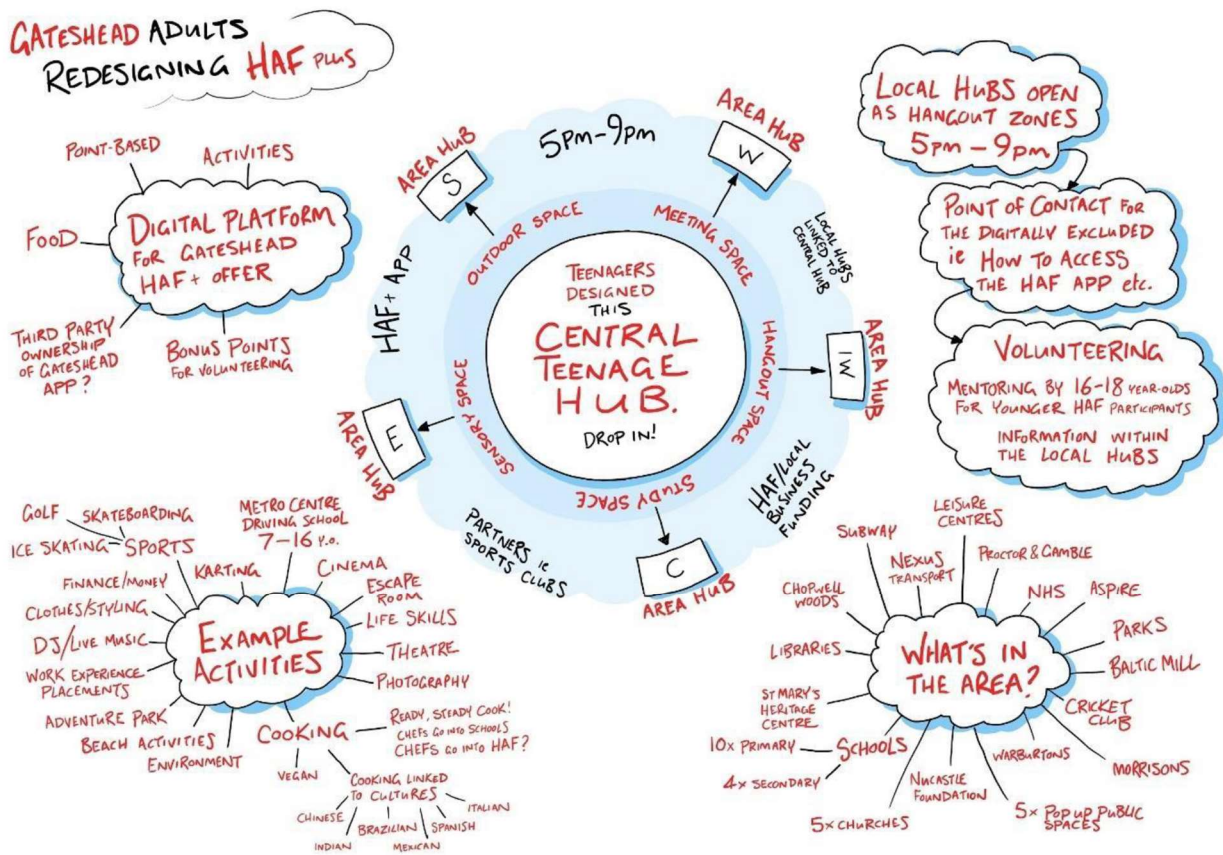 GATESHEAD ADULTS
REDESIGNING HAF PLUS
POINT-BASED
ACTIVITIES
FOOD
DIGITAL PLATFORM
FOR GATESHEAD
HAF+ OFFER
THIRD PARTY
OWNERSHIP
OF GATESHEAD
APP?
BONUS POINTS
FOR VOLUNTEERING
5PM-9PM
AREA HUB
S
AREA HUB
W
OUTDOOR SPACE
MEETING SPACE
HAF+ APP
LOCAL HUBS
LINKED TO
CENTRAL HUB
TEENAGERS
DESIGNED
THIS
CENTRAL
TEENAGE
HUB.
DROP IN!
SENSORY SPACE
HANGOUT SPACE
STUDY SPACE
AREA HUB
IW
AREA HUB
E
HAF/LOCAL
BUSINESS
FUNDING
PARTNERS ie
SPORTS CLUBS
C
AREA HUB
LOCAL HUBS OPEN
AS HANGOUT ZONES
5PM - 9PM
POINT OF CONTACT FOR
THE DIGITALLY EXCLUDED
ie HOW TO ACCESS
THE HAF APP etc.
VOLUNTEERING
MENTORING BY 16-18 YEAR-OLDS
FOR YOUNGER HAF PARTICIPANTS
INFORMATION WITHIN
THE LOCAL HUBS
GOLF
SKATEBOARDING
ICE SKATING
SPORTS
METRO CENTRE
DRIVING SCHOOL
7-16 Y.O.
KARTING
CINEMA
FINANCE/MONEY
ESCAPE
ROOM
CLOTHES/STYLING
LIFE SKILLS
DJ/LIVE MUSIC
EXAMPLE
ACTIVITIES
THEATRE
WORK EXPERIENCE
PLACEMENTS
PHOTOGRAPHY
ADVENTURE PARK
BEACH ACTIVITIES
ENVIRONMENT
COOKING
READY, STEADY COOK!
CHEFS GO INTO SCHOOLS
CHEFS GO INTO HAF?
VEGAN
COOKING LINKED
TO CULTURES
CHINESE
INDIAN
BRAZILIAN
MEXICAN
SPANISH
ITALIAN
SUBWAY
LEISURE
CENTRES
NEXUS
TRANSPORT
PROCTOR & GAMBLE
CHOPWELL
WOODS
NHS
ASPIRE
LIBRARIES
WHAT'S IN
THE AREA?
PARKS
BALTIC MILL
ST MARY'S
HERITAGE
CENTRE
CRICKET
CLUB
10x PRIMARY
SCHOOLS
4x SECONDARY
WARBURTONS
MORRISONS
NUCASTLE
FOUNDATION
5x CHURCHES
5x POP UP PUBLIC
SPACES